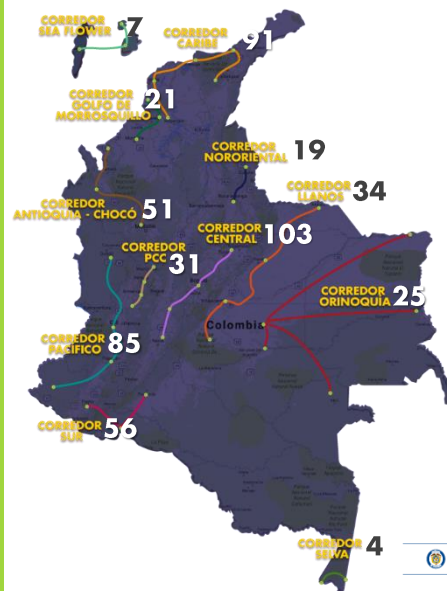 CORREDOR
SEA FLOWER 7
CORREDOR
CARIBE 91
CORREDOR
GOLFO DE
MORROSQUILLO 21
CORREDOR
NORORIENTAL 19
CORREDOR
LLANOS 34
CORREDOR
ANTIOQUIA - CHOCÓ 51
CORREDOR
CENTRAL 103
CORREDOR
PCC 31
CORREDOR
ORINOQUÍA 25
Colombia
CORREDOR
PACÍFICO 85
CORREDOR
SUR 56
CORREDOR
SELVA 4